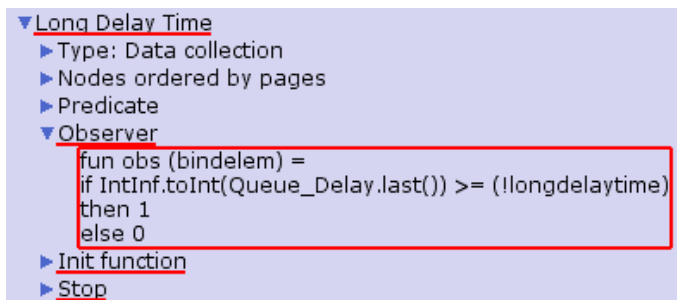 Long Delay Time
Type: Data collection
Nodes ordered by pages
Predicate
Observer
fun obs (bindelem) =
if IntInf.toInt(Queue_Delay.last()) >= (!longdelaytime)
then 1
else 0
Init function
Stop